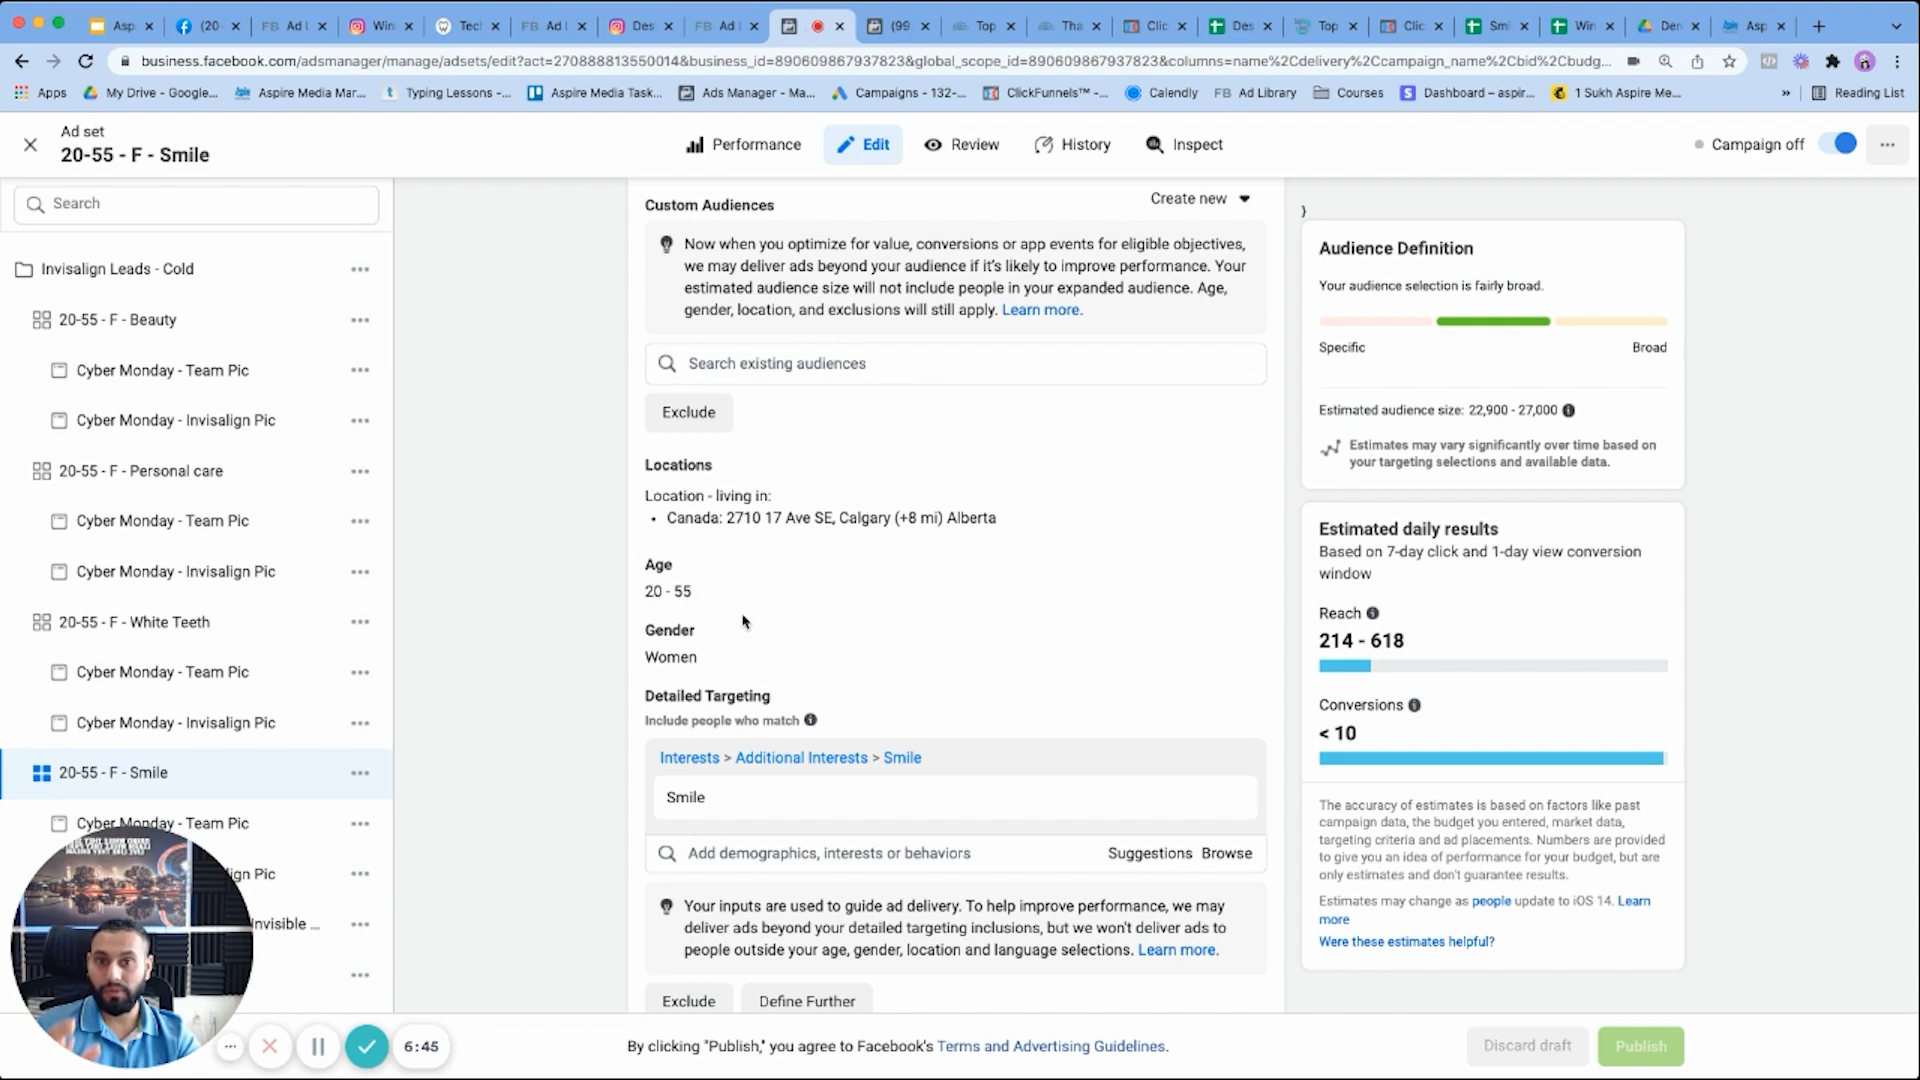 Asp
(20
Ad L
Win
Tecl
Ad L
Des
Ad l
(99
Top
Tha
Clic
Des
Top
Clic
Smi
Win
Den
Asp
business.facebook.com/adsmanager/manage/adsets/edit?act=270888813550014&business_id=890609867937823&global_scope_id=890609867937823&columns=name%2Cdelivery%2Ccampaign_name%2Cbid%2Cbudg...
Apps
My Drive - Google...
Aspire Media Mar...
Typing Lessons -...
Aspire Media Task...
Ads Manager - Ma...
Campaigns - 132-...
ClickFunnels™ -...
Calendly
FB Ad Library
Courses
Dashboard – aspir...
1 Sukh Aspire Me...
»
Reading List
Ad set
20-55 - F - Smile
Performance
Edit
Review
History
Inspect
Campaign off
Search
Invisalign Leads - Cold
20-55 - F - Beauty
Cyber Monday - Team Pic
Cyber Monday - Invisalign Pic
20-55 - F - Personal care
Cyber Monday - Team Pic
Cyber Monday - Invisalign Pic
20-55 - F - White Teeth
Cyber Monday - Team Pic
Cyber Monday - Invisalign Pic
20-55 - F - Smile
Cyber Monday - Team Pic
ign Pic
Invisible ...
6:45
Custom Audiences
Create new
Now when you optimize for value, conversions or app events for eligible objectives,
we may deliver ads beyond your audience if it's likely to improve performance. Your
estimated audience size will not include people in your expanded audience. Age,
gender, location, and exclusions will still apply. Learn more.
Search existing audiences
Exclude
Locations
Location - living in:
• Canada: 2710 17 Ave SE, Calgary (+8 mi) Alberta
Age
20 - 55
Gender
Women
Detailed Targeting
Include people who match
Interests > Additional Interests > Smile
Smile
Add demographics, interests or behaviors
Suggestions
Browse
Your inputs are used to guide ad delivery. To help improve performance, we may
deliver ads beyond your detailed targeting inclusions, but we won't deliver ads to
people outside your age, gender, location and language selections. Learn more.
Exclude
Define Further
}
Audience Definition
Your audience selection is fairly broad.
Specific
Broad
Estimated audience size: 22,900 - 27,000
Estimates may vary significantly over time based on
your targeting selections and available data.
Estimated daily results
Based on 7-day click and 1-day view conversion
window
Reach
214 - 618
Conversions
< 10
The accuracy of estimates is based on factors like past
campaign data, the budget you entered, market data,
targeting criteria and ad placements. Numbers are provided
to give you an idea of performance for your budget, but are
only estimates and don't guarantee results.
Estimates may change as people update to iOS 14. Learn
more
Were these estimates helpful?
By clicking "Publish," you agree to Facebook's Terms and Advertising Guidelines.
Discard draft
Publish